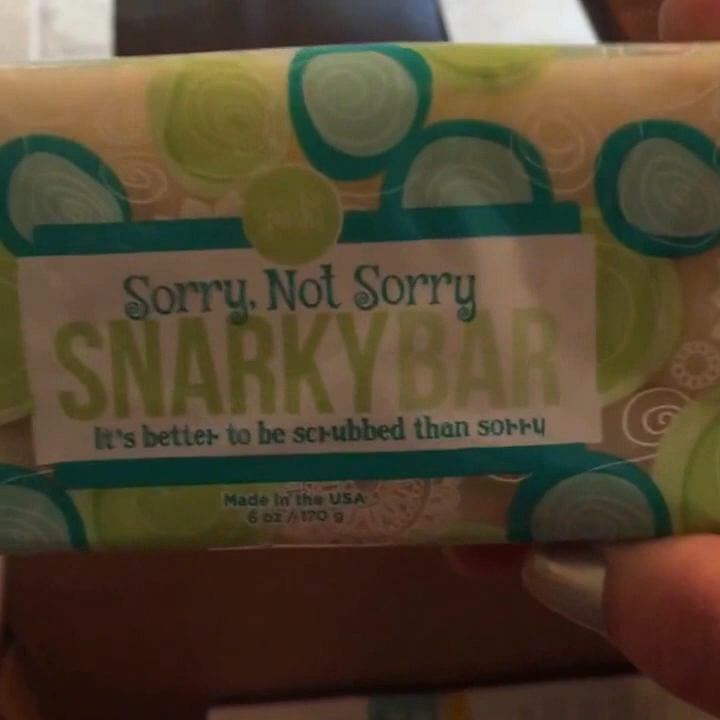 Sorry, Not Sorry
SNARKYBAR
It's better to be scrubbed than sorry
Made in the USA
6 oz / 170 g